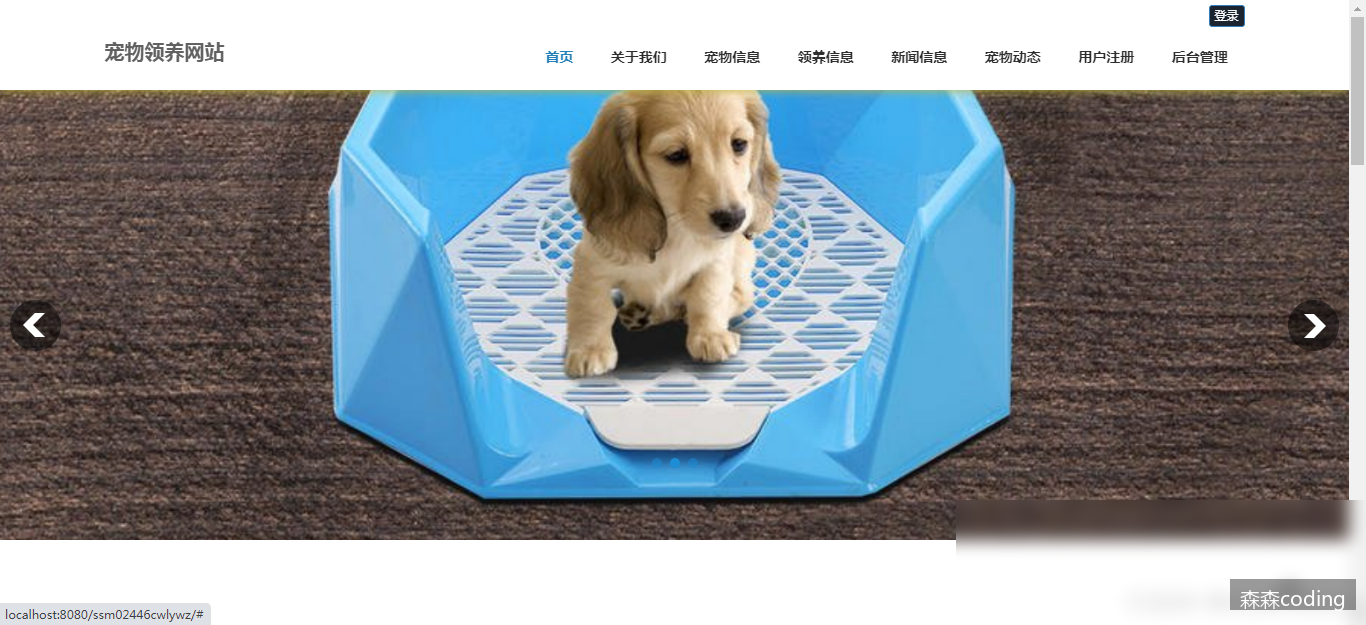 登录
宠物领养网站
首页 关于我们 宠物信息 领养信息 新闻信息 宠物动态 用户注册 后台管理
localhost:8080/ssm02446cwlywz/#
森森coding